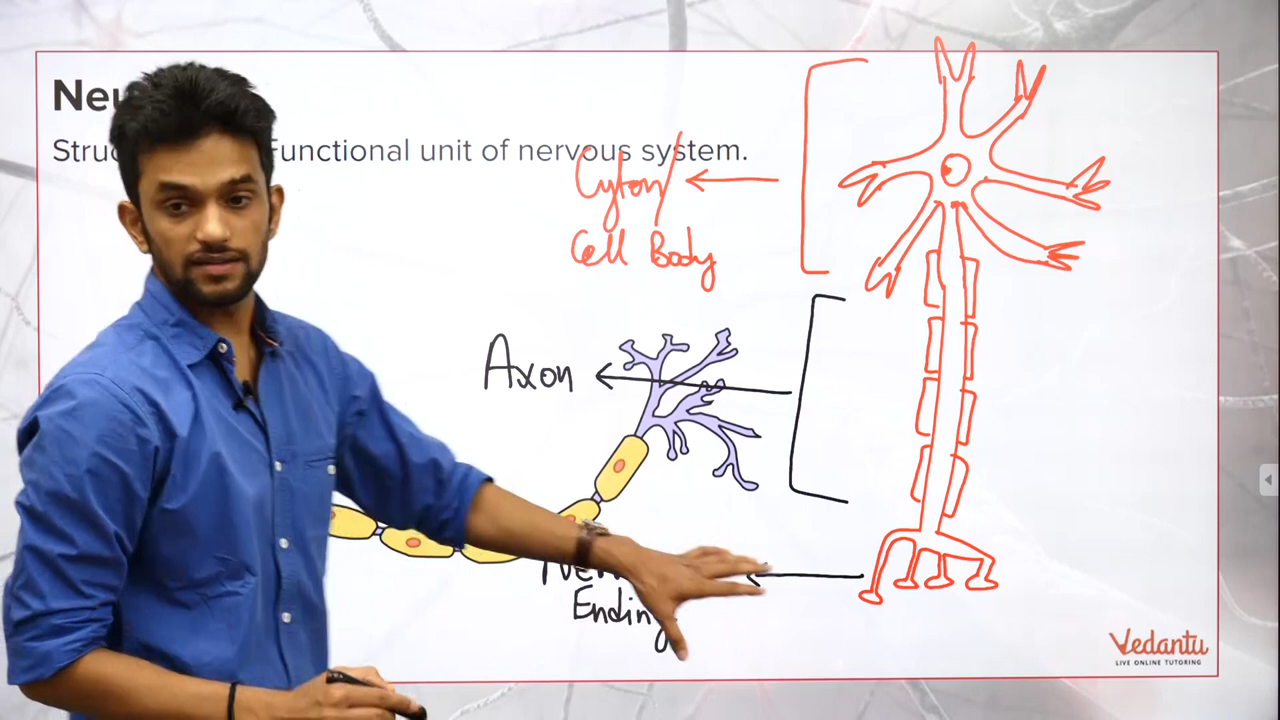 Neu
Struc Functional unit of nervous system.
Cyton/
Cell Body
Axon
Ending
Vedantu
LIVE ONLINE TUTORING